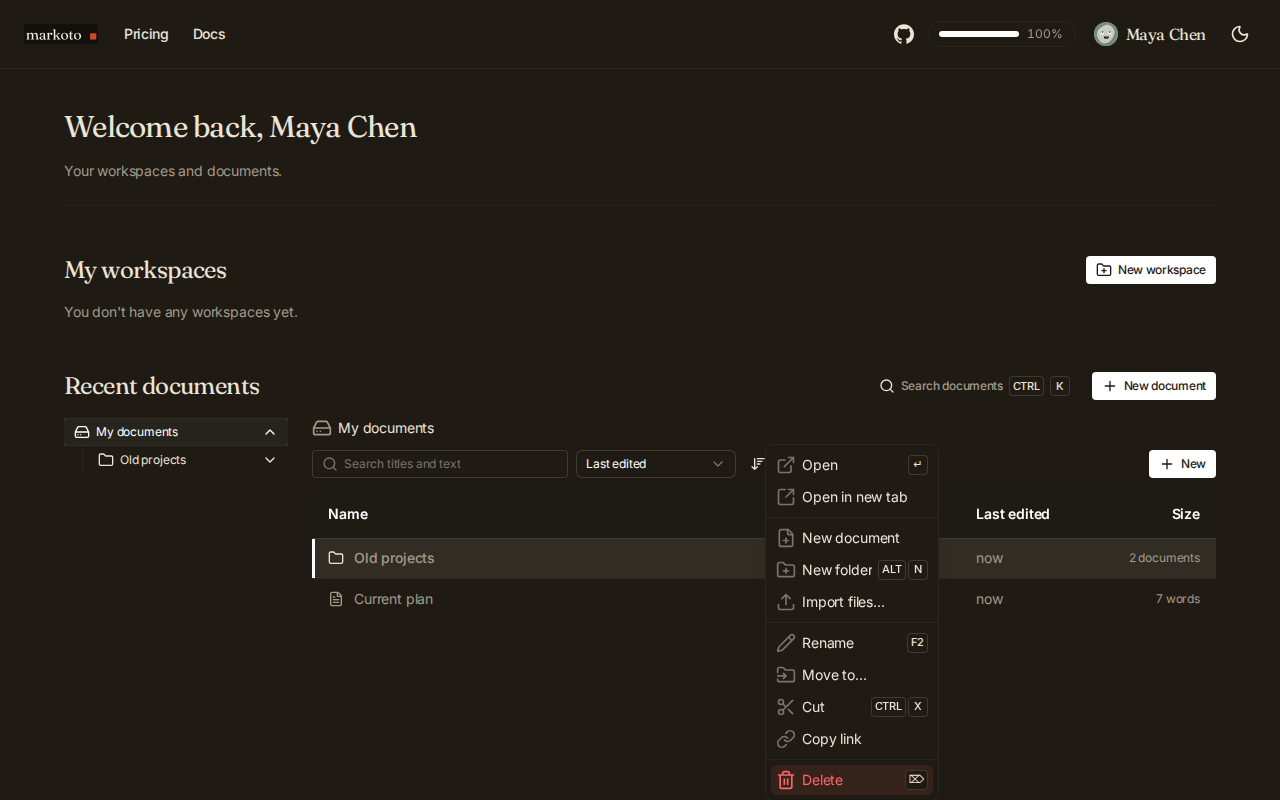 markoto
Pricing
Docs
100%
Maya Chen
Welcome back, Maya Chen
Your workspaces and documents.
My workspaces
New workspace
You don't have any workspaces yet.
Recent documents
Search documents CTRL K
New document
My documents
Old projects
My documents
Search titles and text
Last edited
New
Name
Last edited
Size
Old projects
now
2 documents
Current plan
now
7 words
Open ↵
Open in new tab
New document
New folder ALT N
Import files...
Rename F2
Move to...
Cut CTRL X
Copy link
Delete ⌦